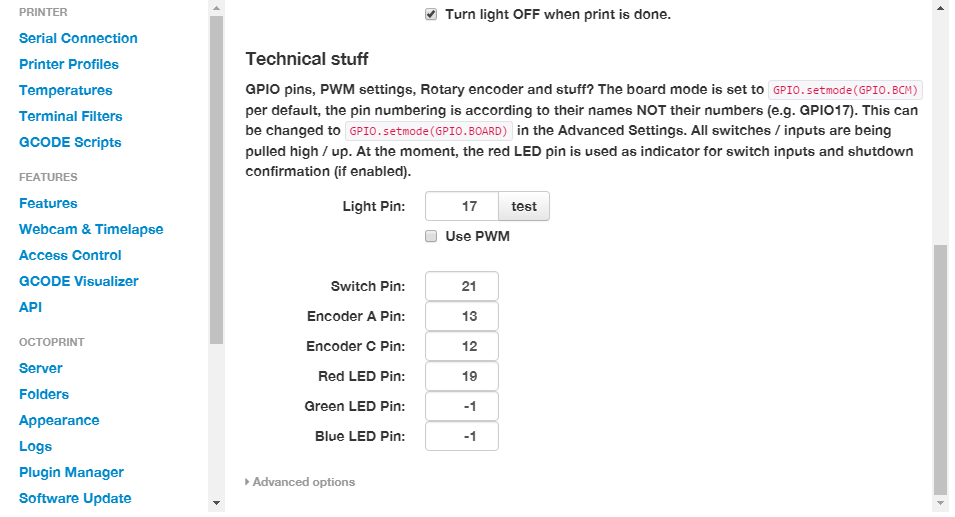 PRINTER
Serial Connection
Printer Profiles
Temperatures
Terminal Filters
GCODE Scripts
FEATURES
Features
Webcam & Timelapse
Access Control
GCODE Visualizer
API
OCTOPRINT
Server
Folders
Appearance
Logs
Plugin Manager
Software Update
Turn light OFF when print is done.
Technical stuff
GPIO pins, PWM settings, Rotary encoder and stuff? The board mode is set to GPIO.setmode(GPIO.BCM)
per default, the pin numbering is according to their names NOT their numbers (e.g. GPIO17). This can
be changed to GPIO.setmode(GPIO.BOARD) in the Advanced Settings. All switches / inputs are being
pulled high / up. At the moment, the red LED pin is used as indicator for switch inputs and shutdown
confirmation (if enabled).
Light Pin: 17 test
Use PWM
Switch Pin: 21
Encoder A Pin: 13
Encoder C Pin: 12
Red LED Pin: 19
Green LED Pin: -1
Blue LED Pin: -1
Advanced options